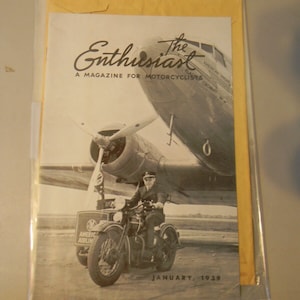 The
Enthusiast
A MAGAZINE FOR MOTORCYCLISTS
JANUARY, 1939